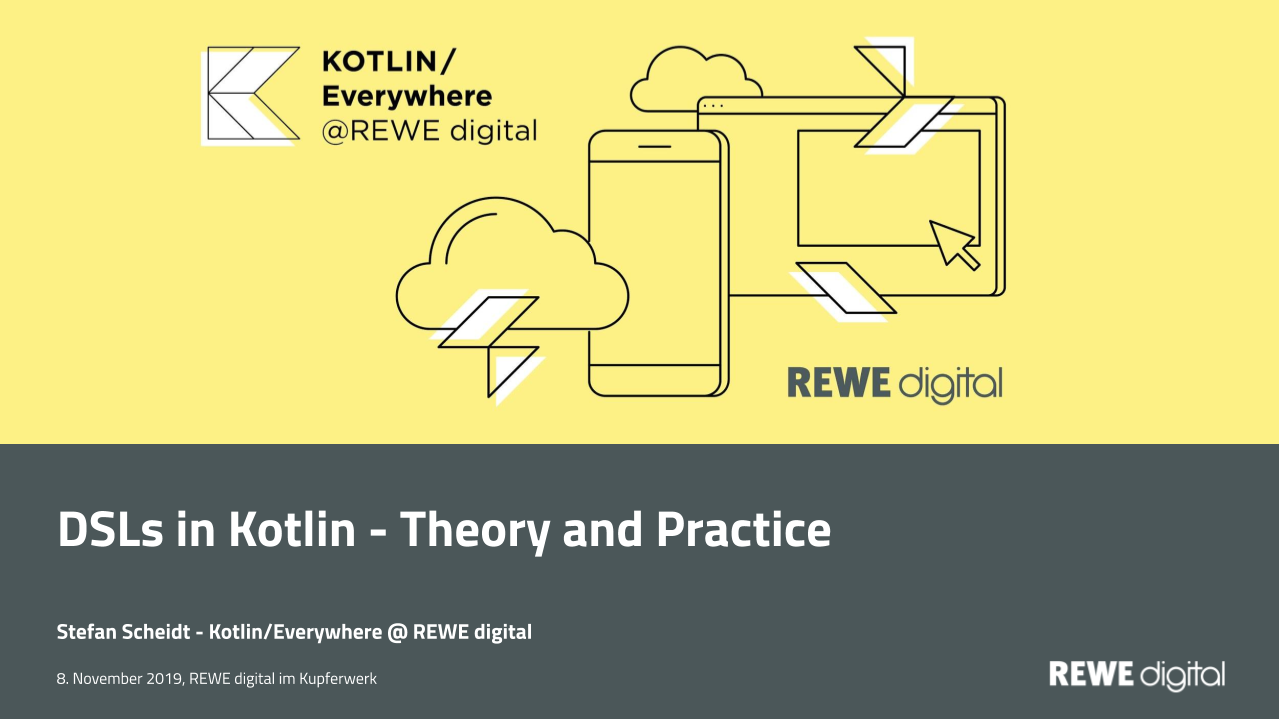 KOTLIN/
Everywhere
@REWE digital
REWE digital
DSLs in Kotlin - Theory and Practice
Stefan Scheidt - Kotlin/Everywhere @ REWE digital
8. November 2019, REWE digital im Kupferwerk
REWE digital